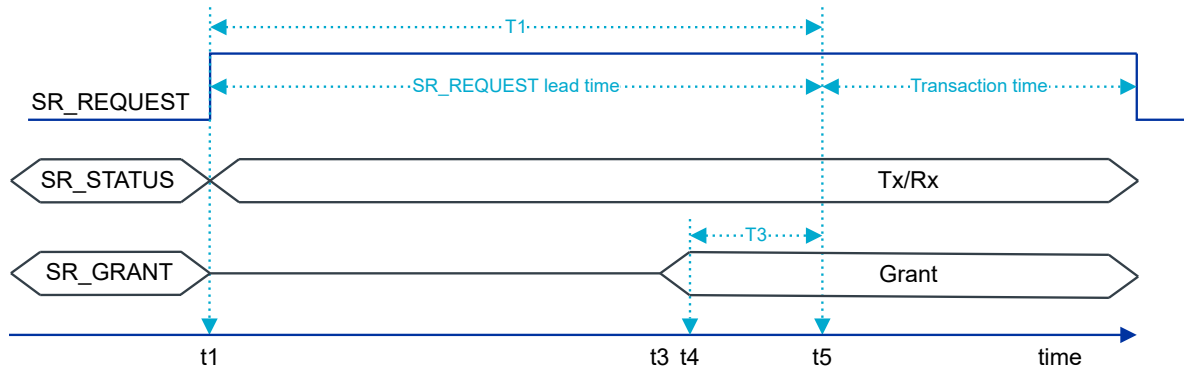 T1
SR_REQUEST
SR_REQUEST lead time
Transaction time
SR_STATUS
Tx/Rx
T3
SR_GRANT
Grant
t1
t3
t4
t5
time